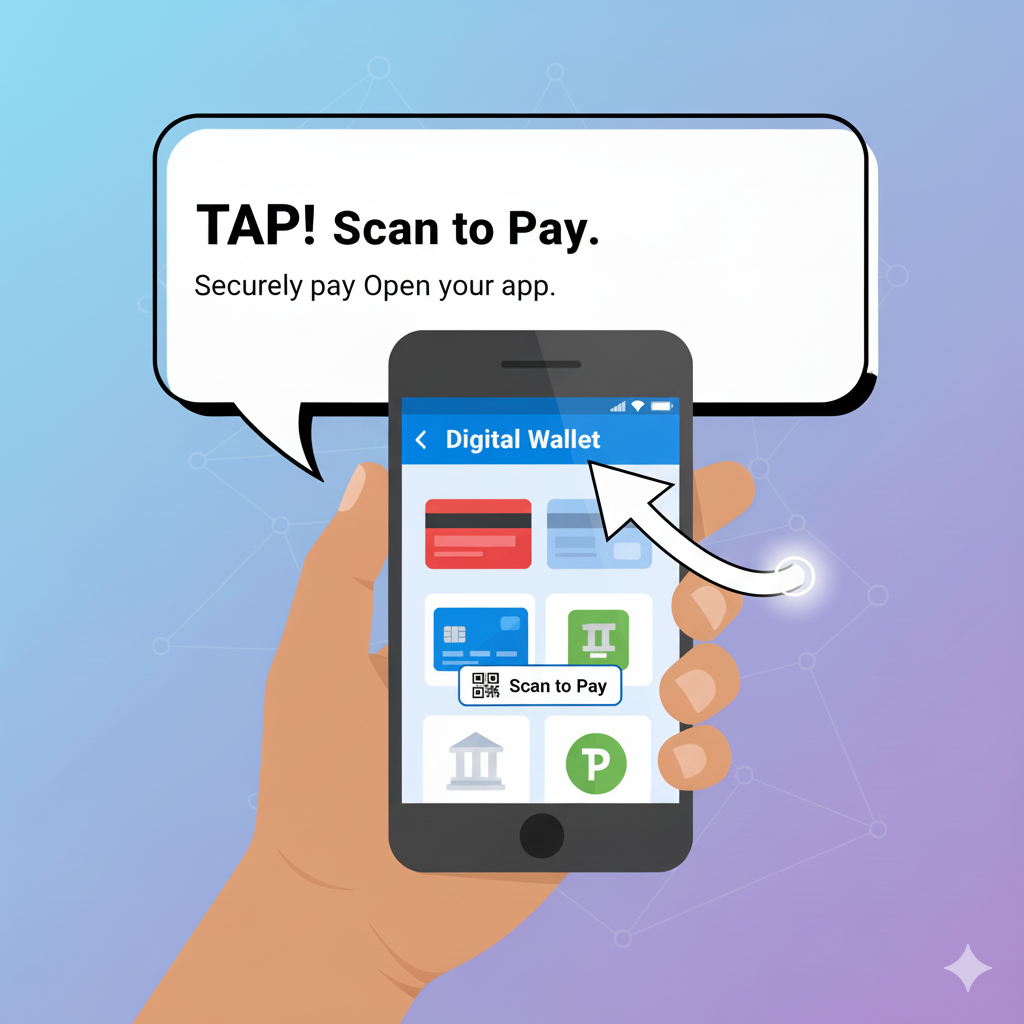 TAP! Scan to Pay.
Securely pay Open your app.
Digital Wallet
Scan to Pay
P